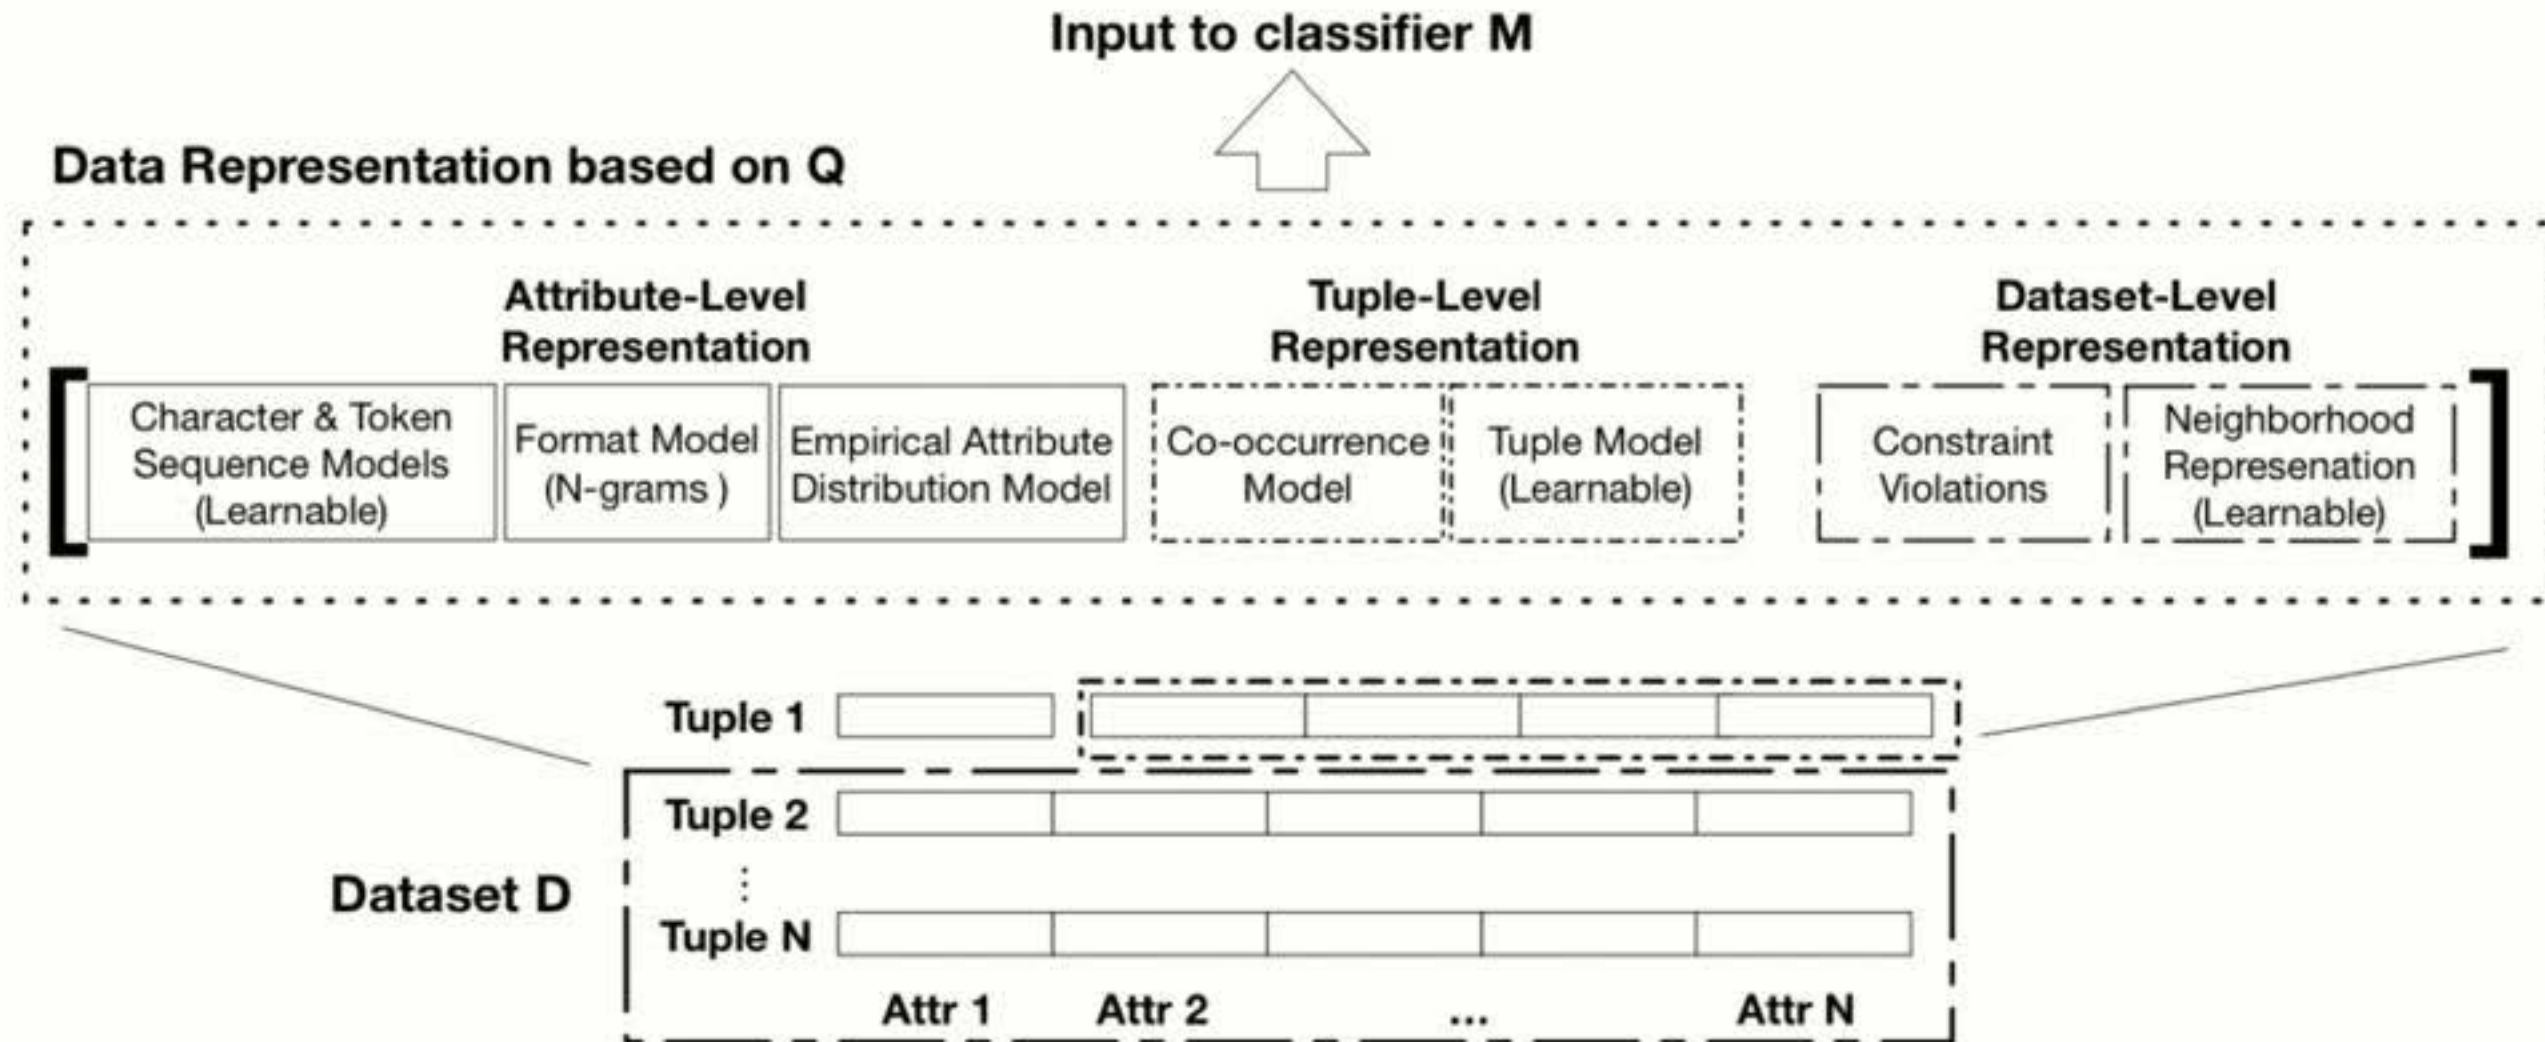 Input to classifier M
Data Representation based on Q
Attribute-Level
Representation
Tuple-Level
Representation
Dataset-Level
Representation
Character & Token
Sequence Models
(Learnable)
Format Model
(N-grams )
Empirical Attribute
Distribution Model
Co-occurrence
Model
Tuple Model
(Learnable)
Constraint
Violations
Neighborhood
Represenation
(Learnable)
Tuple 1
Tuple 2
⋮
Dataset D
Tuple N
Attr 1 Attr 2 ... Attr N